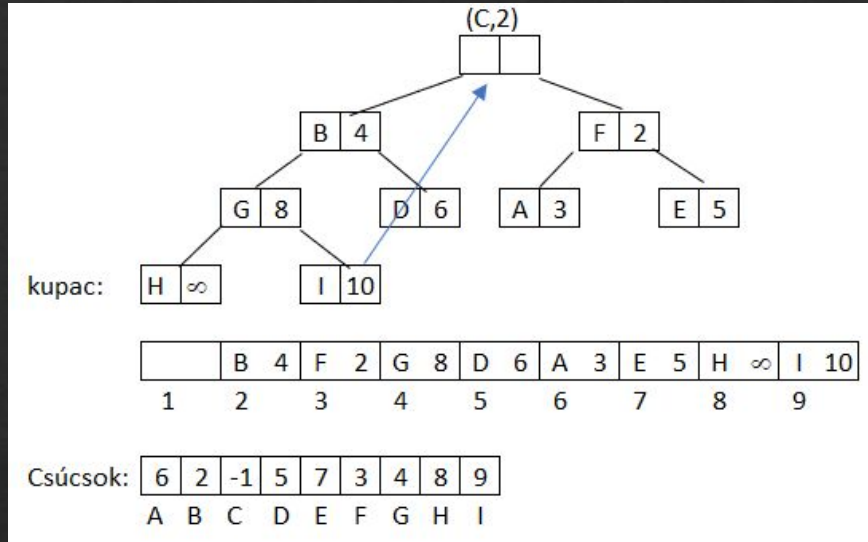 (C,2)
B 4 F 2
G 8 D 6 A 3 E 5
kupac: H ∞ I 10
B 4 F 2 G 8 D 6 A 3 E 5 H ∞ I 10
1 2 3 4 5 6 7 8 9
Csúcsok: 6 2 -1 5 7 3 4 8 9
A B C D E F G H I